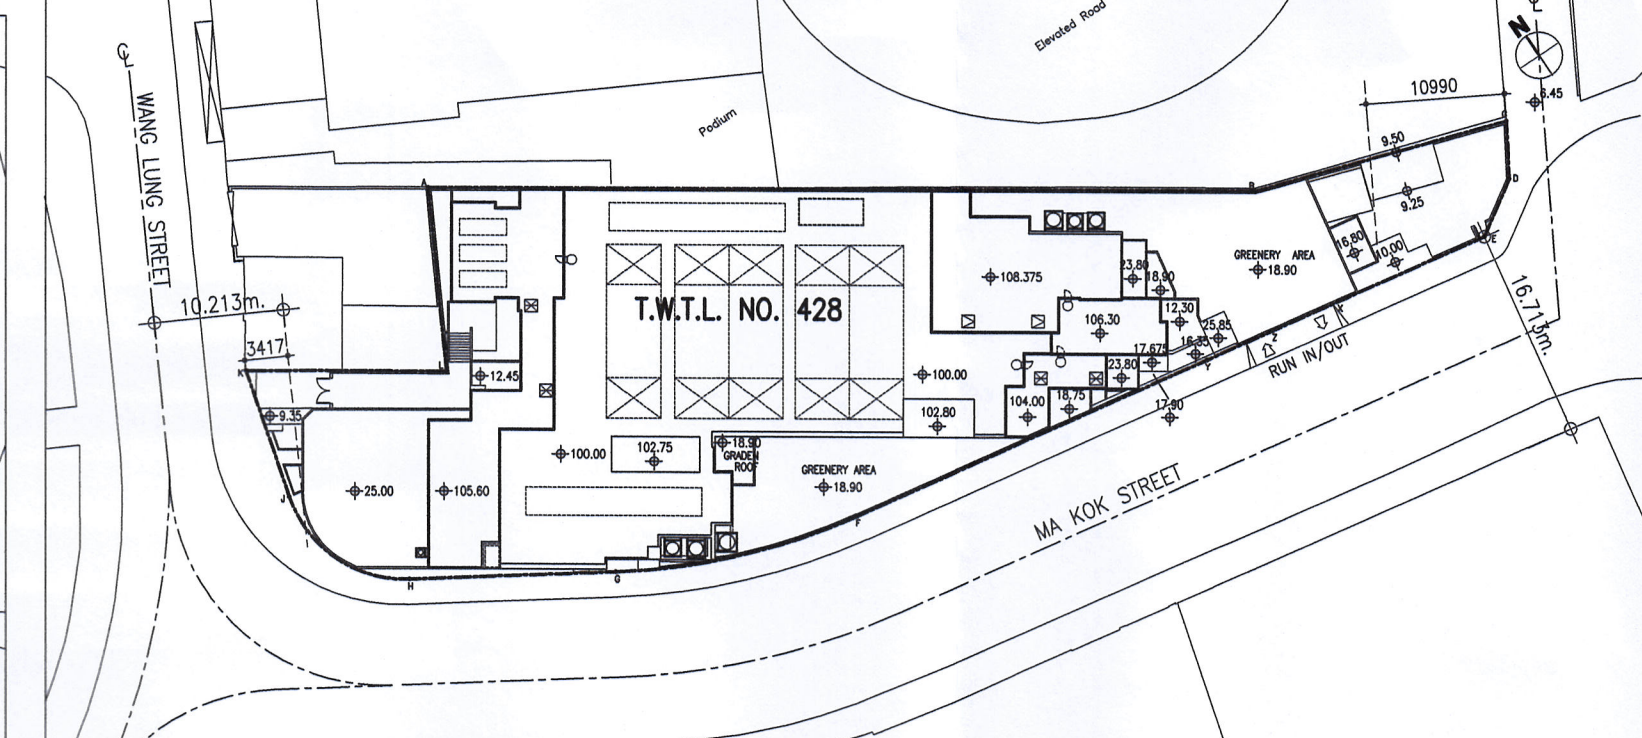 Elevated Road
N
℄
℄
10990
6.45
Podium
9.50
C
WANG LUNG STREET
A
B
D
9.25
E
16.80
10.00
GREENERY AREA
18.90
108.375
23.80
18.90
10.213m.
T.W.T.L. NO. 428
12.30
106.30
25.85
16.35
16.713m.
X
Z
RUN IN/OUT
3417
K
L
12.45
100.00
17.675
23.80
Y
9.35
102.80
104.00
18.75
17.90
100.00
102.75
18.90
GRADEN
ROOF
GREENERY AREA
18.90
J
25.00
105.60
F
MA KOK STREET
G
H